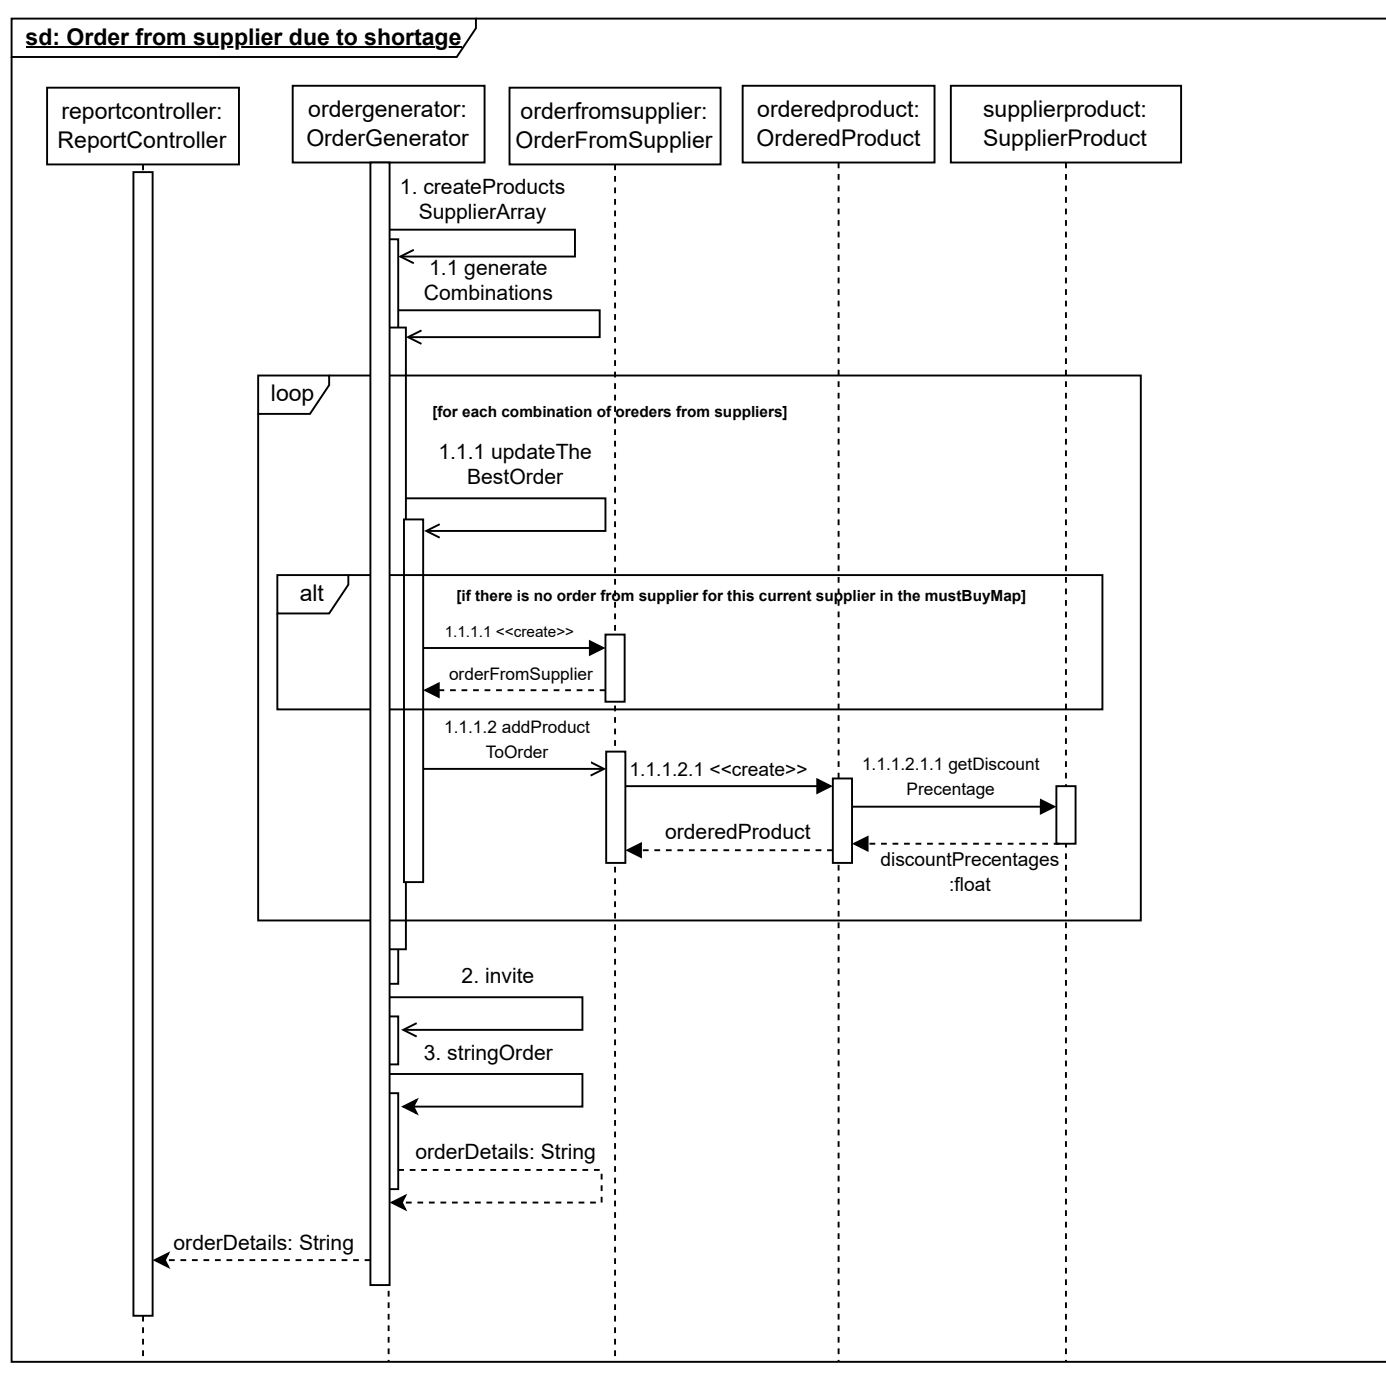 sd: Order from supplier due to shortage
reportcontroller:
ReportController
ordergenerator:
OrderGenerator
orderfromsupplier:
OrderFromSupplier
orderedproduct:
OrderedProduct
supplierproduct:
SupplierProduct
1. createProducts
SupplierArray
1.1 generate
Combinations
loop
[for each combination of oreders from suppliers]
1.1.1 updateThe
BestOrder
alt
[if there is no order from supplier for this current supplier in the mustBuyMap]
1.1.1.1 <<create>>
orderFromSupplier
1.1.1.2 addProduct
ToOrder
1.1.1.2.1 <<create>>
1.1.1.2.1.1 getDiscount
Precentage
orderedProduct
discountPrecentages
:float
2. invite
3. stringOrder
orderDetails: String
orderDetails: String